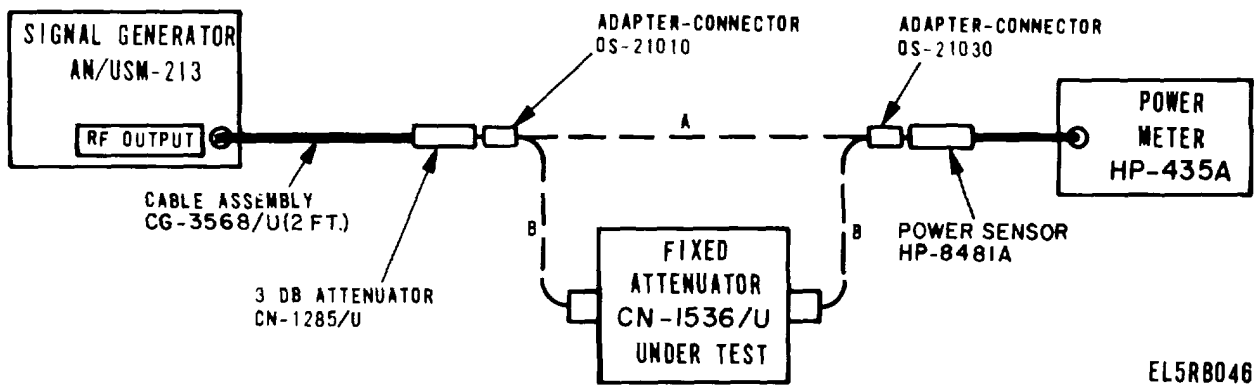 SIGNAL GENERATOR
AN/USM-213
RF OUTPUT
CABLE ASSEMBLY
CG-3568/U(2 FT.)
3 DB ATTENUATOR
CN-1285/U
ADAPTER-CONNECTOR
OS-21010
A
B
FIXED
ATTENUATOR
CN-1536/U
UNDER TEST
B
ADAPTER-CONNECTOR
OS-21030
POWER SENSOR
HP-8481A
POWER
METER
HP-435A
EL5RB046